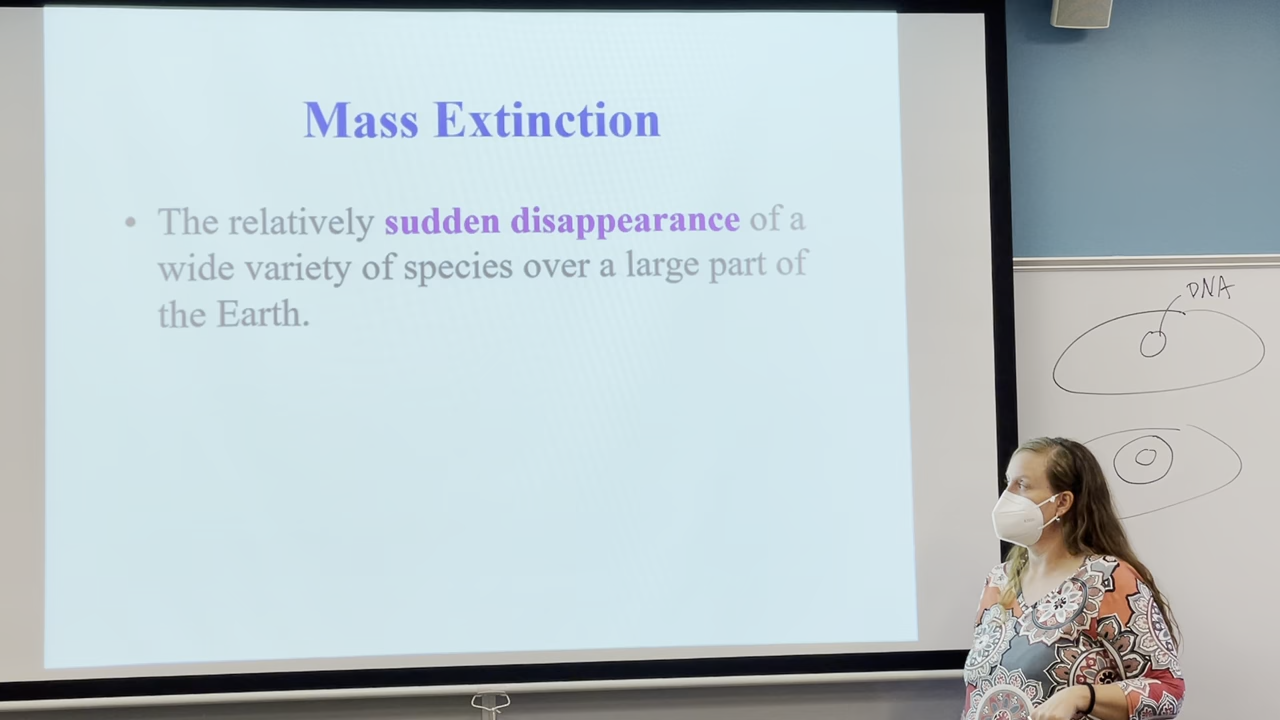 Mass Extinction
• The relatively sudden disappearance of a
wide variety of species over a large part of
the Earth.
DNA